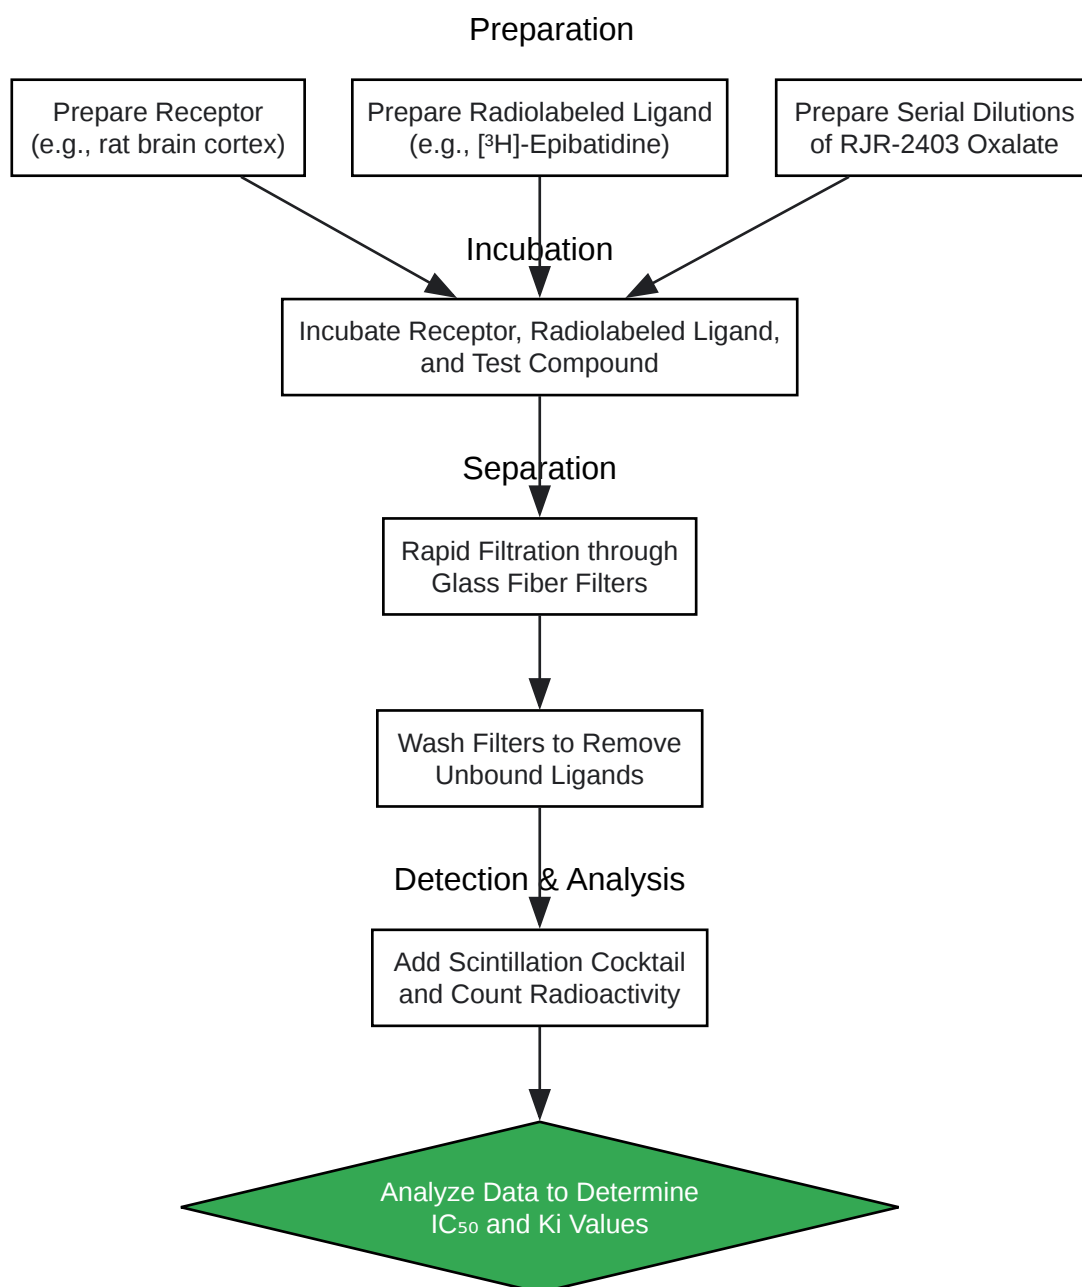 Preparation
Prepare Receptor
(e.g., rat brain cortex)
Prepare Radiolabeled Ligand
(e.g., [³H]-Epibatidine)
Prepare Serial Dilutions
of RJR-2403 Oxalate
Incubation
Incubate Receptor, Radiolabeled Ligand,
and Test Compound
Separation
Rapid Filtration through
Glass Fiber Filters
Wash Filters to Remove
Unbound Ligands
Detection & Analysis
Add Scintillation Cocktail
and Count Radioactivity
Analyze Data to Determine
IC₅₀ and Ki Values